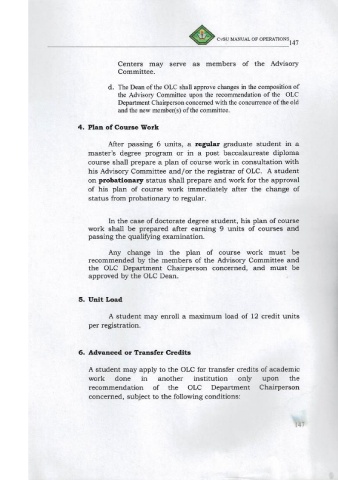 CvSU MANUAL OF OPERATIONS 147
Centers may serve as members of the Advisory
Committee.
d. The Dean of the OLC shall approve changes in the composition of
the Advisory Committee upon the recommendation of the OLC
Department Chairperson concerned with the concurrence of the old
and the new member(s) of the committee.
4. Plan of Course Work
After passing 6 units, a regular graduate student in a
master's degree program or in a post baccalaureate diploma
course shall prepare a plan of course work in consultation with
his Advisory Committee and/or the registrar of OLC. A student
on probationary status shall prepare and work for the approval
of his plan of course work immediately after the change of
status from probationary to regular.
In the case of doctorate degree student, his plan of course
work shall be prepared after earning 9 units of courses and
passing the qualifying examination.
Any change in the plan of course work must be
recommended by the members of the Advisory Committee and
the OLC Department Chairperson concerned, and must be
approved by the OLC Dean.
5. Unit Load
A student may enroll a maximum load of 12 credit units
per registration.
6. Advanced or Transfer Credits
A student may apply to the OLC for transfer credits of academic
work done in another institution only upon the
recommendation of the OLC Department Chairperson
concerned, subject to the following conditions:
147